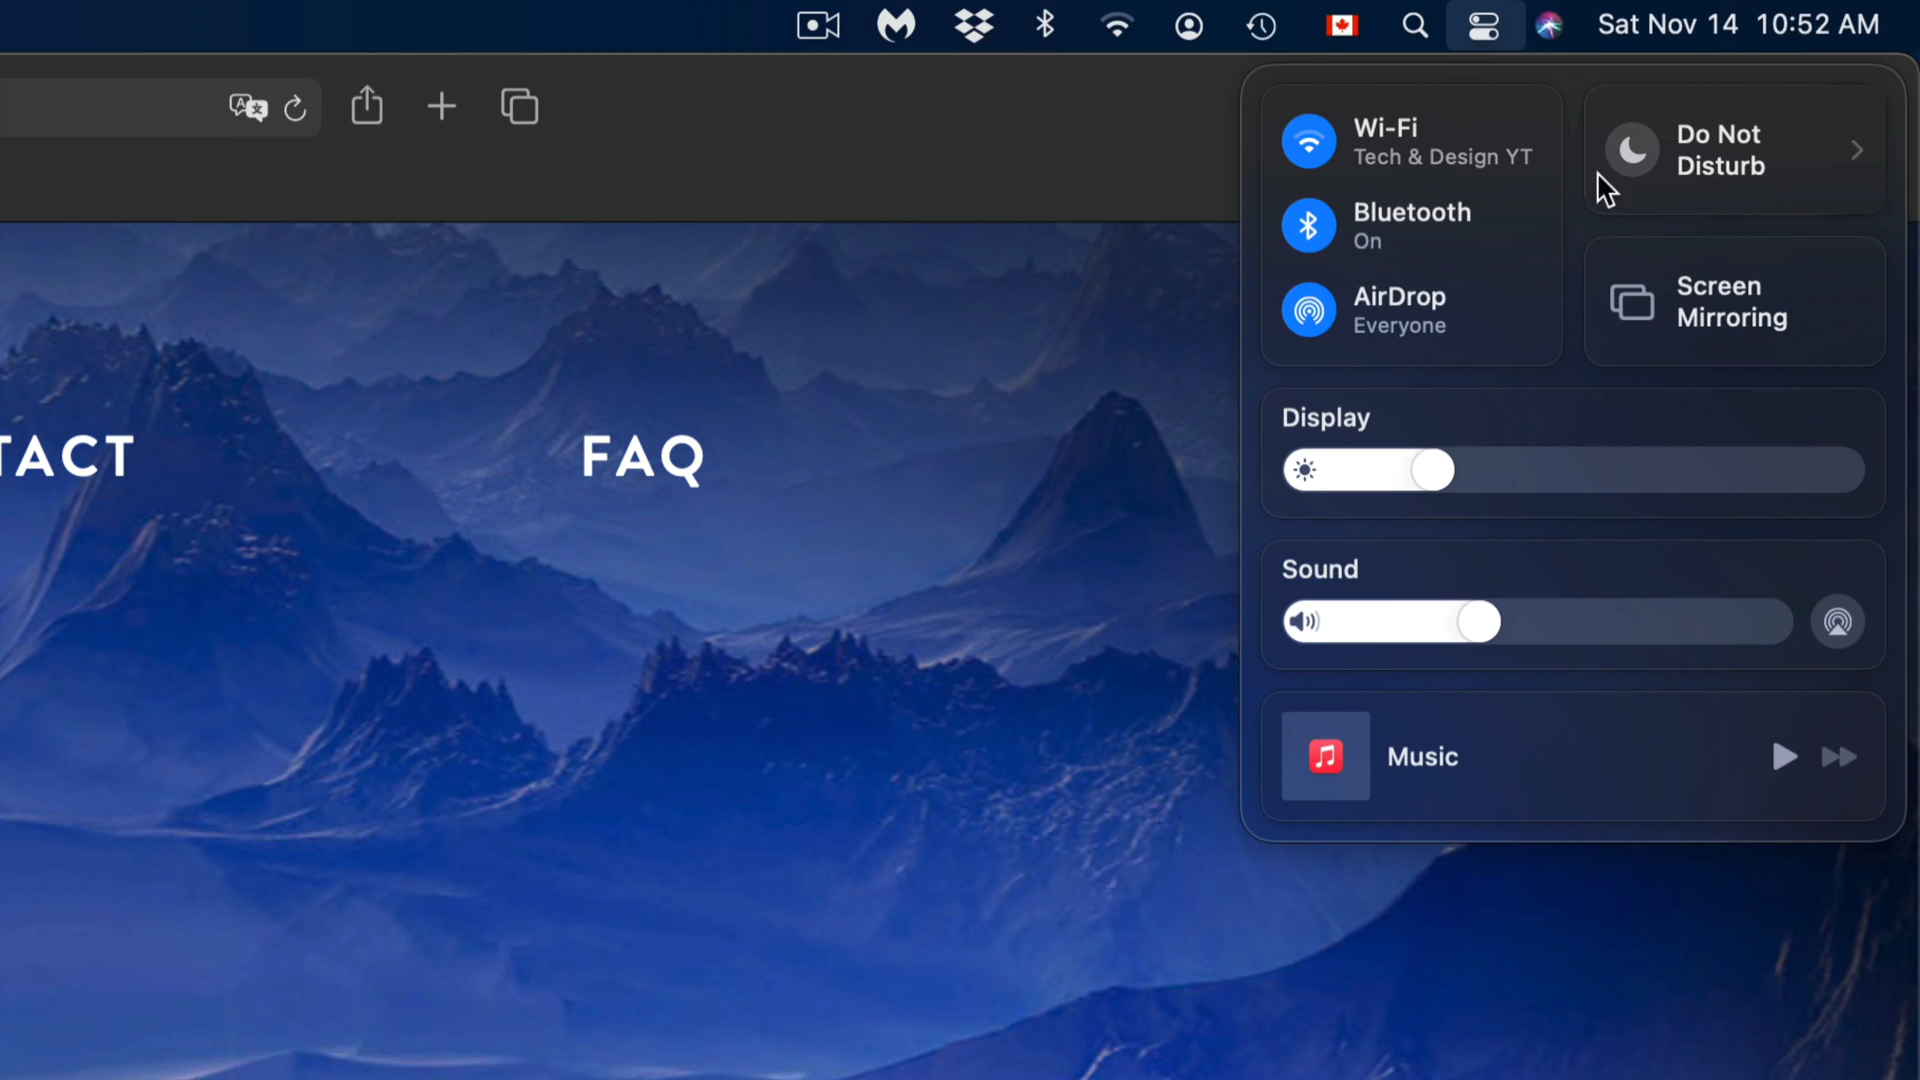 Sat Nov 14 10:52 AM
Wi-Fi
Tech & Design YT
Bluetooth
On
AirDrop
Everyone
Do Not
Disturb
Screen
Mirroring
Display
Sound
Music
TACT
FAQ